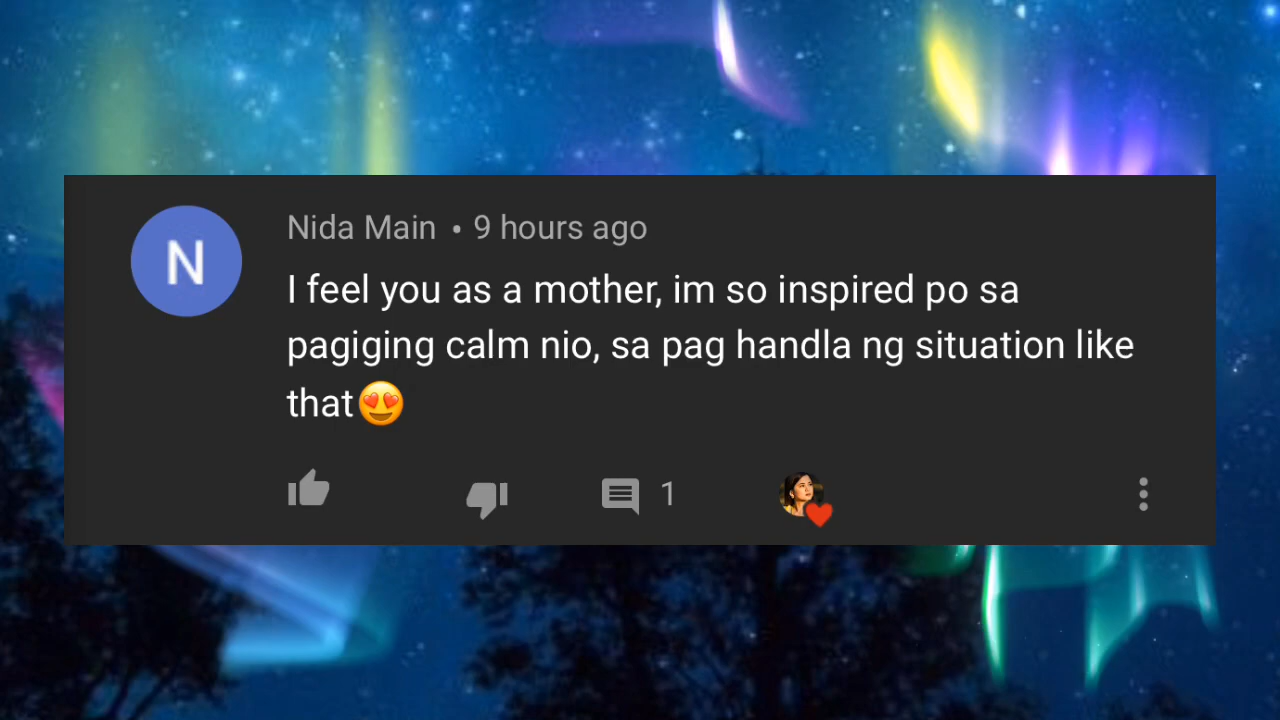 N
Nida Main • 9 hours ago
I feel you as a mother, im so inspired po sa
pagiging calm nio, sa pag handla ng situation like
that😍
1